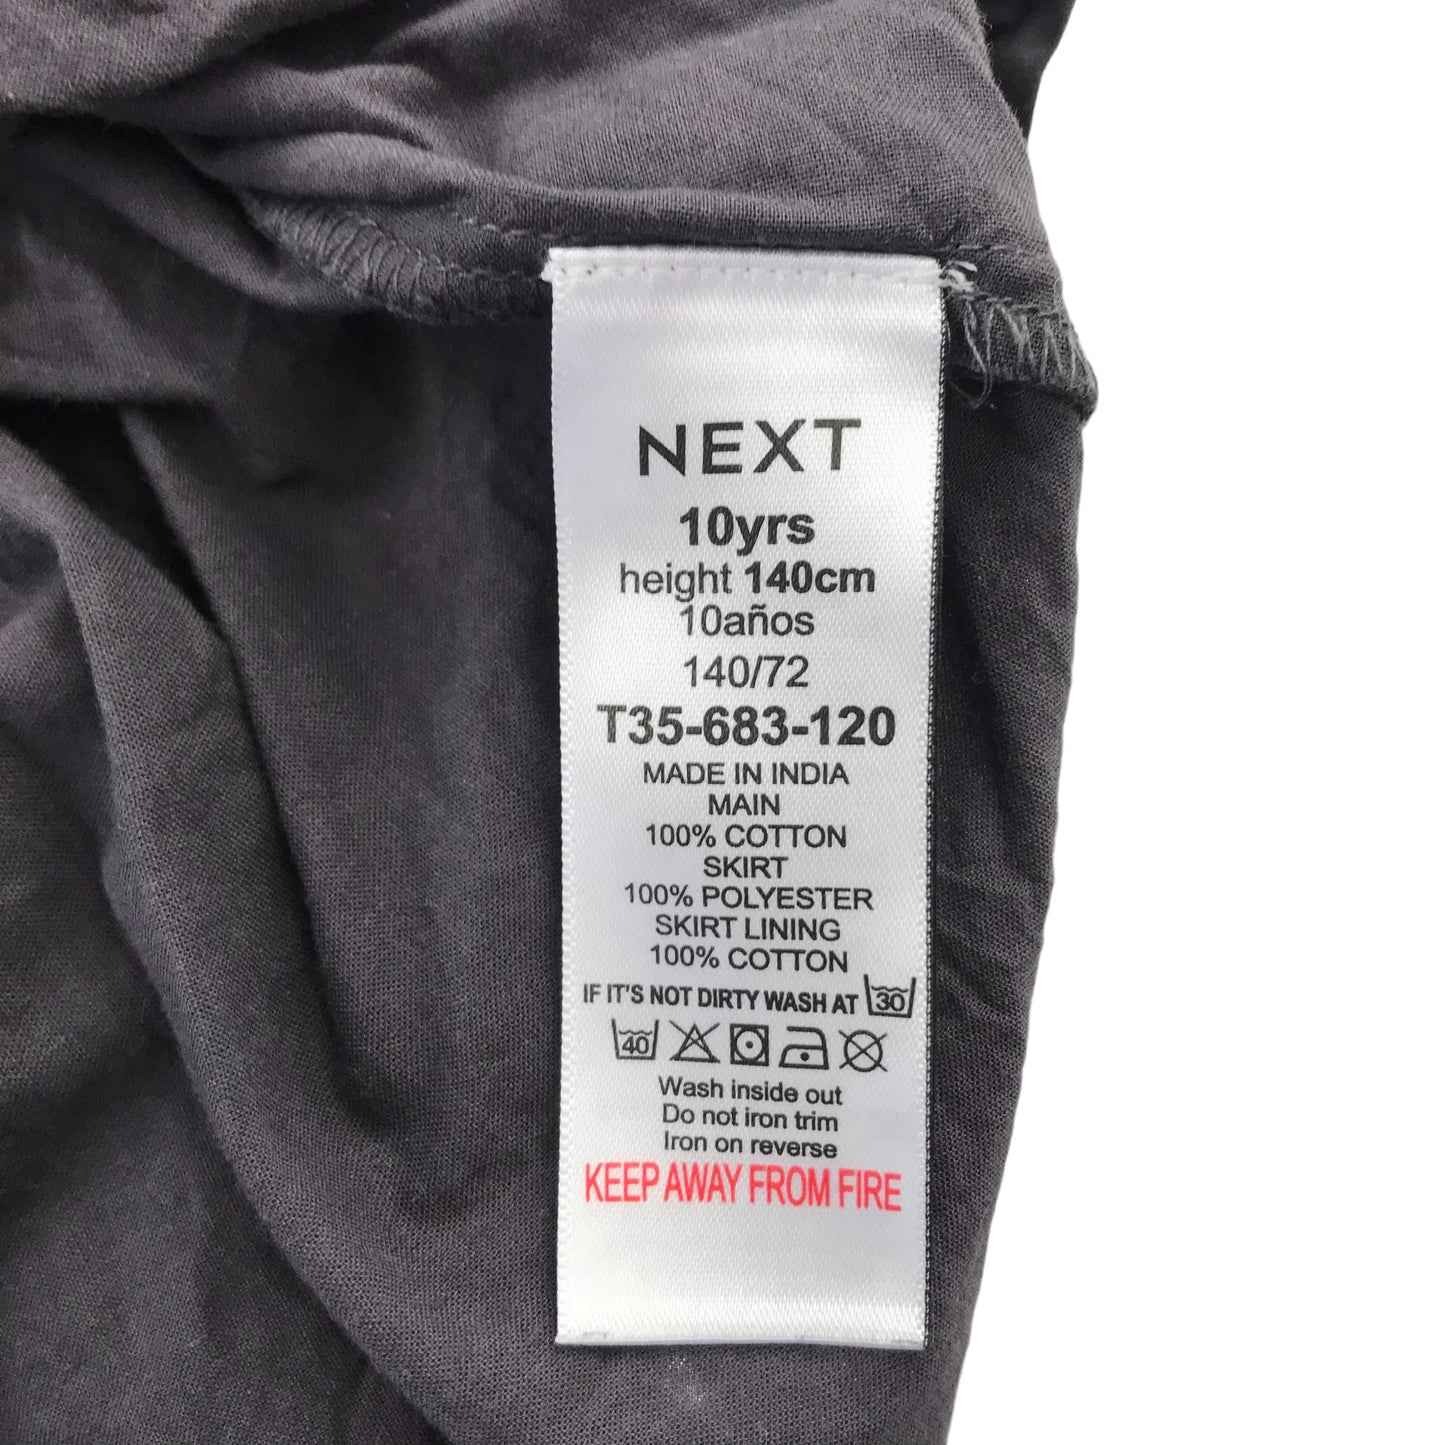 NEXT
10yrs
height 140cm
10años
140/72
T35-683-120
MADE IN INDIA
MAIN
100% COTTON
SKIRT
100% POLYESTER
SKIRT LINING
100% COTTON
IF IT'S NOT DIRTY WASH AT 30
40
Wash inside out
Do not iron trim
Iron on reverse
KEEP AWAY FROM FIRE